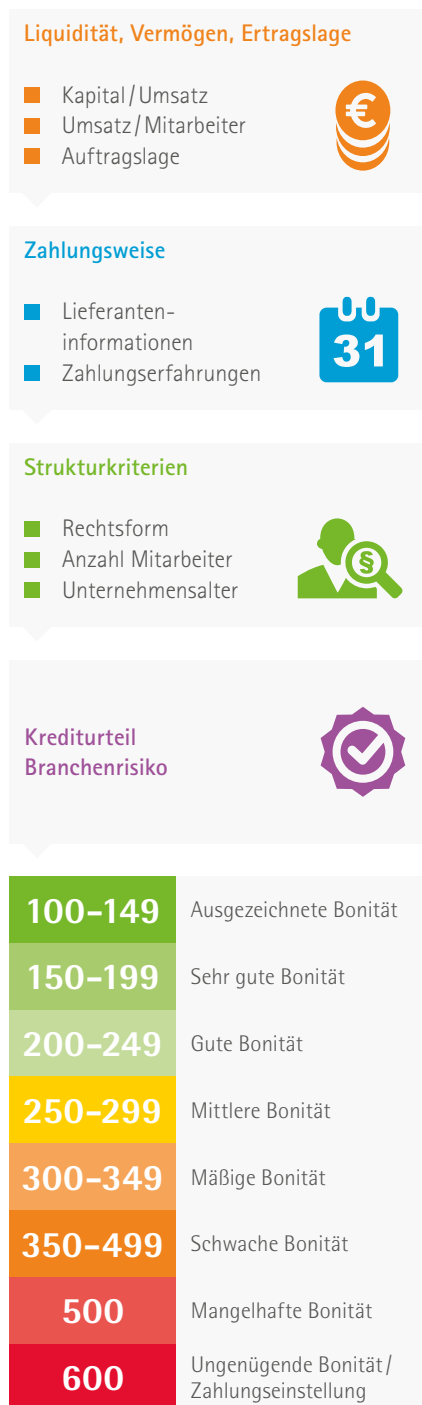 Liquidität, Vermögen, Ertragslage
Kapital/Umsatz
Umsatz/Mitarbeiter
Auftragslage
€
Zahlungsweise
Lieferanten-
informationen
Zahlungserfahrungen
31
Strukturkriterien
Rechtsform
Anzahl Mitarbeiter
Unternehmensalter
§
Krediturteil
Branchenrisiko
100–149 Ausgezeichnete Bonität
150–199 Sehr gute Bonität
200–249 Gute Bonität
250–299 Mittlere Bonität
300–349 Mäßige Bonität
350–499 Schwache Bonität
500 Mangelhafte Bonität
600 Ungenügende Bonität/
Zahlungseinstellung